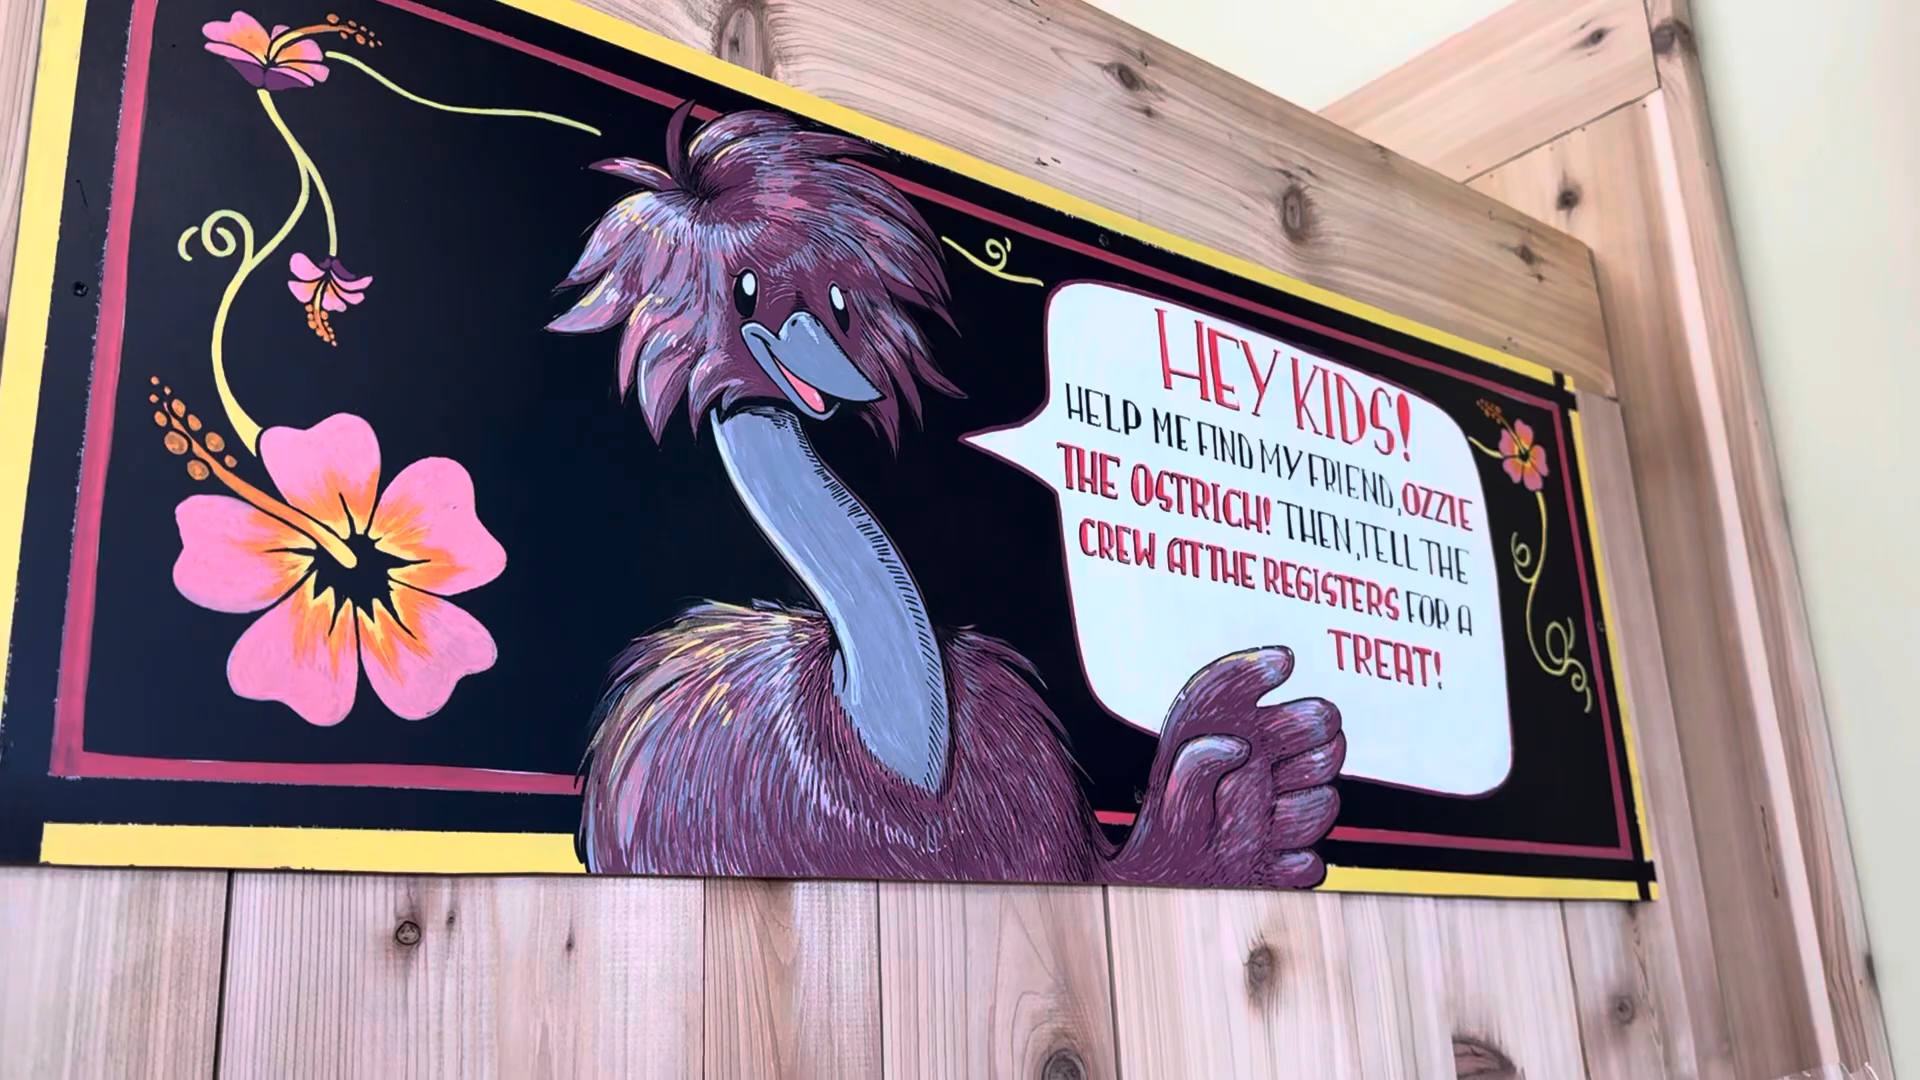 HEY KIDS!
HELP ME FIND MY FRIEND, OZZIE
THE OSTRICH! THEN, TELL THE
CREW AT THE REGISTERS FOR A
TREAT!